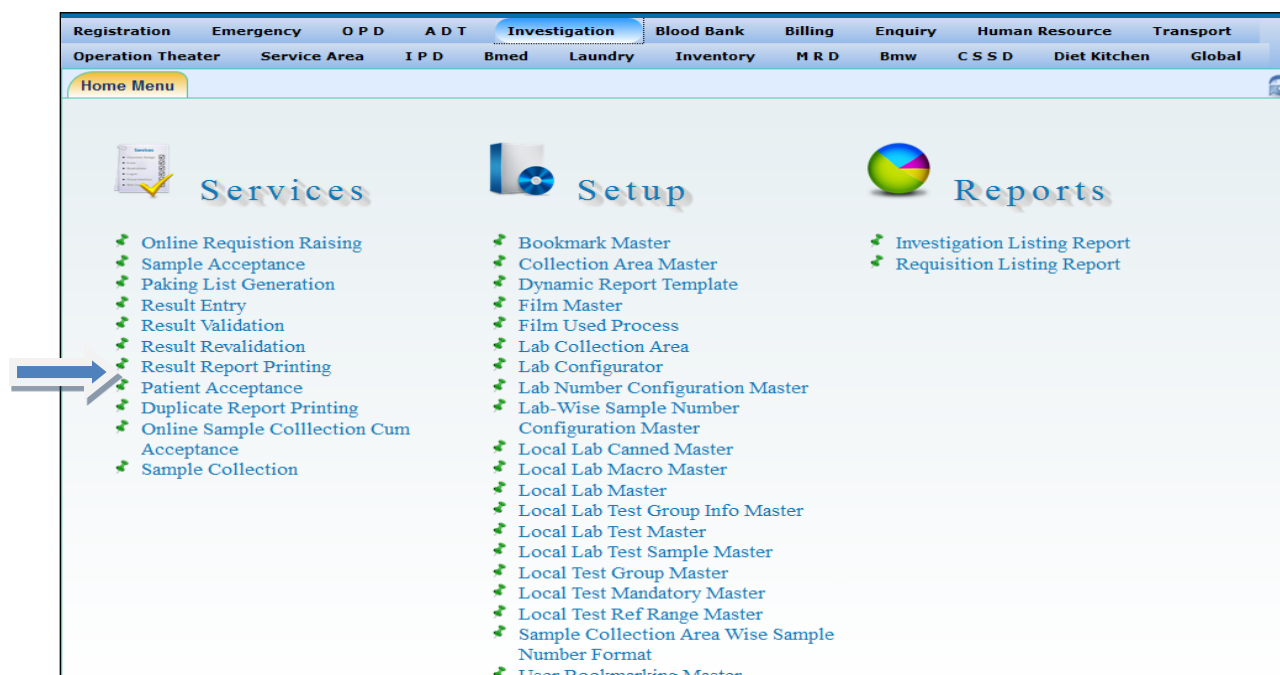 Registration Emergency O P D A D T Investigation Blood Bank Billing Enquiry Human Resource Transport
Operation Theater Service Area I P D Bmed Laundry Inventory M R D Bmw C S S D Diet Kitchen Global
Home Menu
Services
Online Requistion Raising
Sample Acceptance
Paking List Generation
Result Entry
Result Validation
Result Revalidation
Result Report Printing
Patient Acceptance
Duplicate Report Printing
Online Sample Colllection Cum
Acceptance
Sample Collection
Setup
Bookmark Master
Collection Area Master
Dynamic Report Template
Film Master
Film Used Process
Lab Collection Area
Lab Configurator
Lab Number Configuration Master
Lab-Wise Sample Number
Configuration Master
Local Lab Canned Master
Local Lab Macro Master
Local Lab Master
Local Lab Test Group Info Master
Local Lab Test Master
Local Lab Test Sample Master
Local Test Group Master
Local Test Mandatory Master
Local Test Ref Range Master
Sample Collection Area Wise Sample
Number Format
User Bookmarking Master
Reports
Investigation Listing Report
Requisition Listing Report